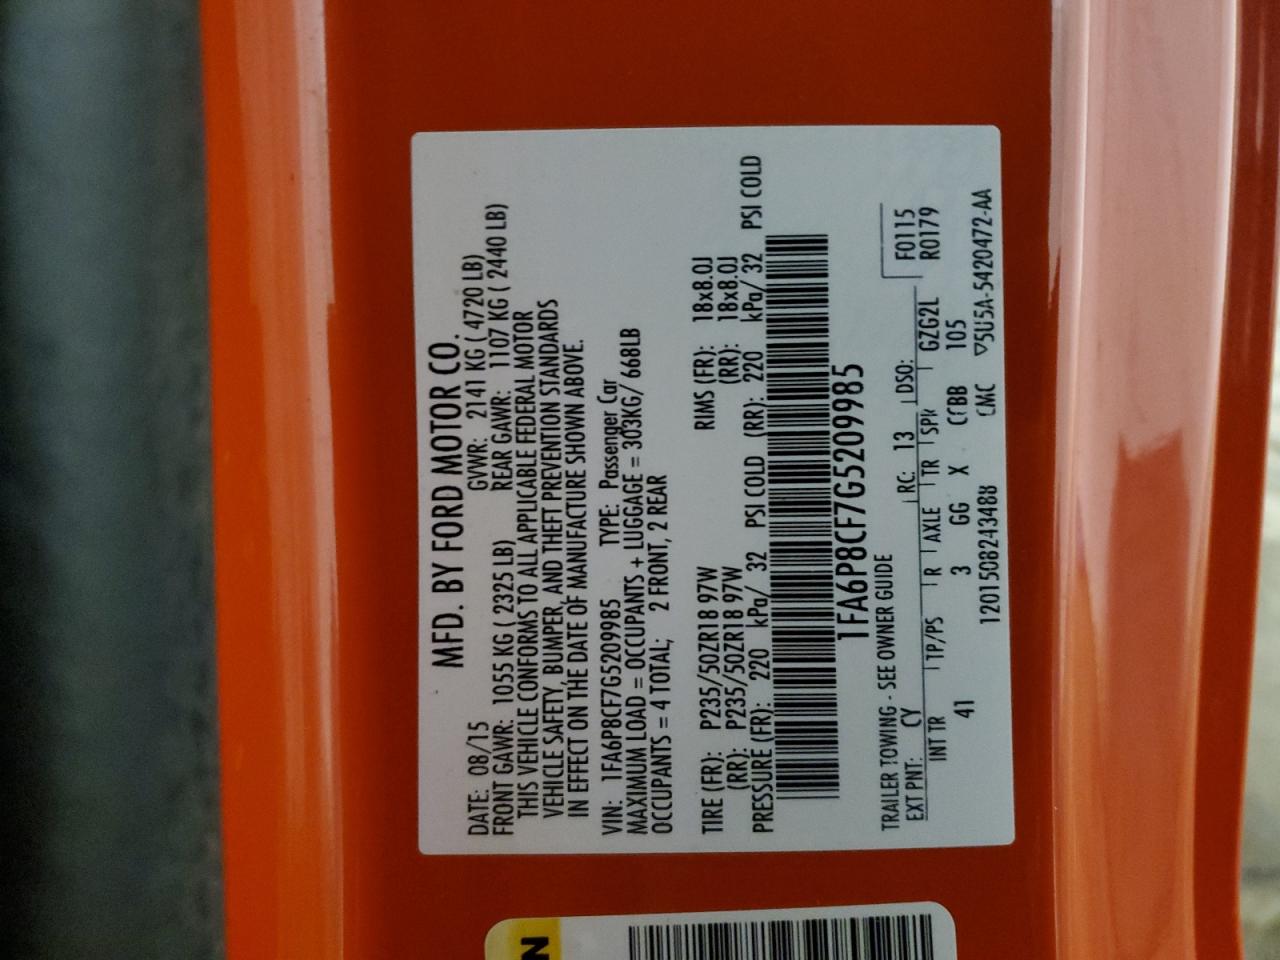 MFD. BY FORD MOTOR CO.
DATE: 08/15 GVWR: 2141 KG ( 4720 LB)
FRONT GAWR: 1055 KG ( 2325 LB) REAR GAWR: 1107 KG ( 2440 LB)
THIS VEHICLE CONFORMS TO ALL APPLICABLE FEDERAL MOTOR
VEHICLE SAFETY, BUMPER, AND THEFT PREVENTION STANDARDS
IN EFFECT ON THE DATE OF MANUFACTURE SHOWN ABOVE.
VIN: 1FA6P8CF7G5209985 TYPE: Passenger Car
MAXIMUM LOAD = OCCUPANTS + LUGGAGE = 303KG/ 668LB
OCCUPANTS = 4 TOTAL; 2 FRONT, 2 REAR
TIRE (FR): P235/50ZR18 97W RIMS (FR): 18x8.0J
(RR): P235/50ZR18 97W (RR): 18x8.0J
PRESSURE (FR): 220 kPa/ 32 PSI COLD (RR): 220 kPa/ 32 PSI COLD
1FA6P8CF7G5209985
TRAILER TOWING - SEE OWNER GUIDE
EXT PNT: CY RC: 13 DSO: F0115
INT TR TP/PS R AXLE TR SPR GZG2L R0179
41 3 GG X CCBB 105
1201508243488 CMC ▽5U5A-5420472-AA
N